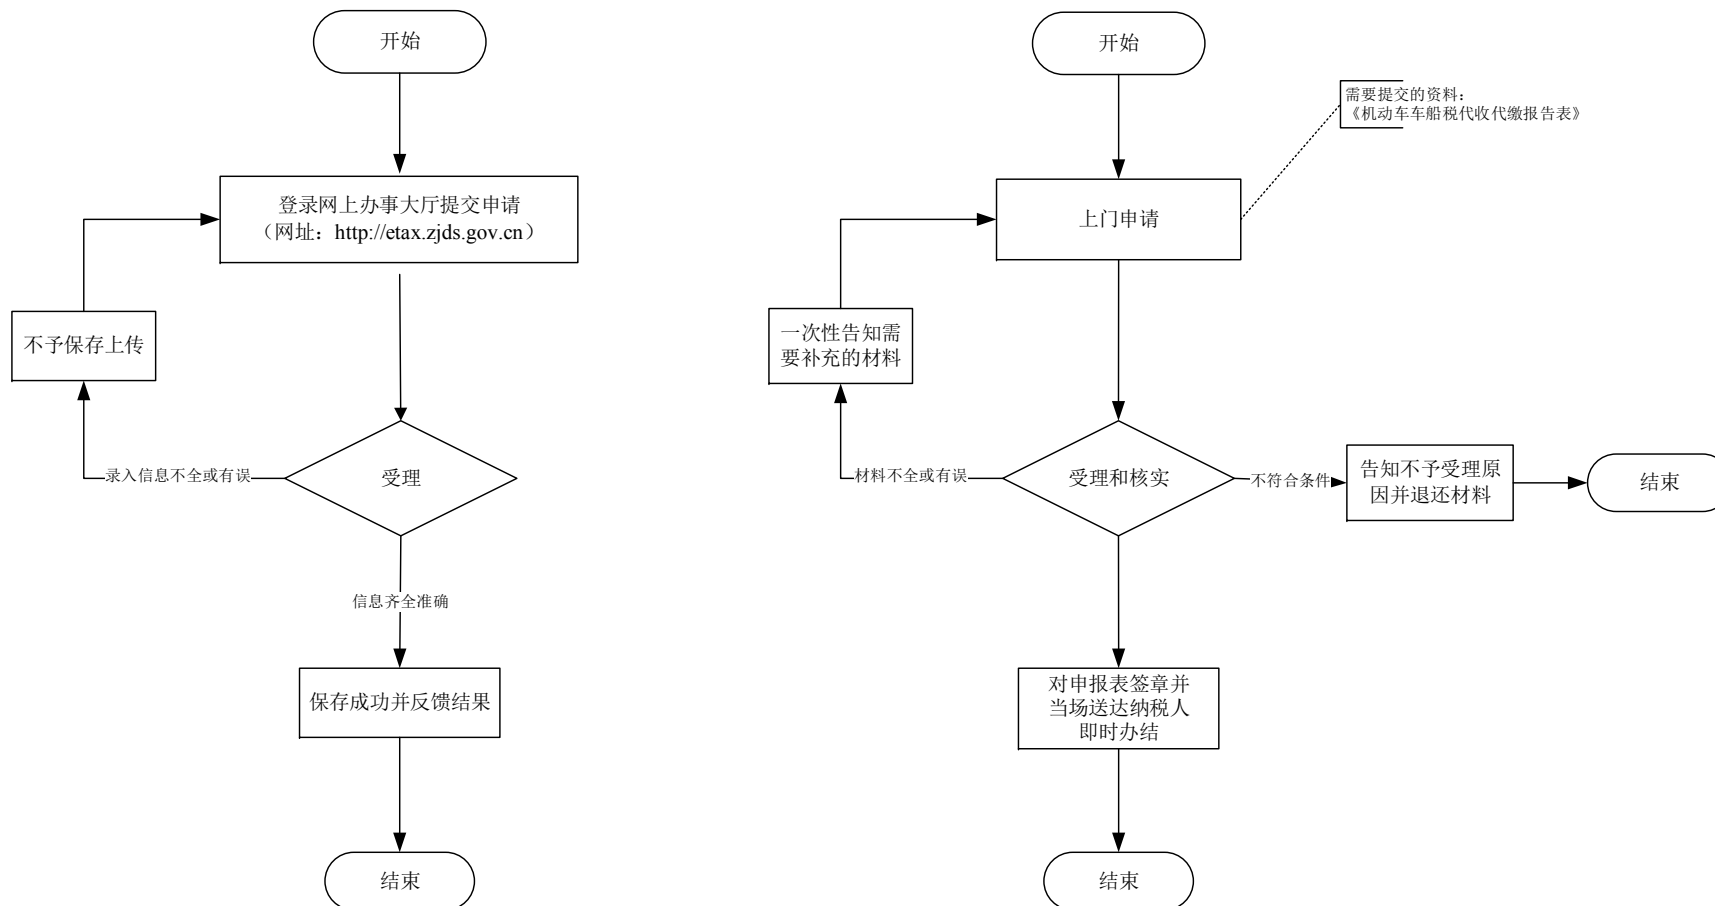 开始
登录网上办事大厅提交申请
（网址：http://etax.zjds.gov.cn）
不予保存上传
录入信息不全或有误
受理
信息齐全准确
保存成功并反馈结果
结束
开始
需要提交的资料：
《机动车车船税代收代缴报告表》
上门申请
一次性告知需
要补充的材料
材料不全或有误
受理和核实
不符合条件
告知不予受理原
因并退还材料
结束
对申报表签章并
当场送达纳税人
即时办结
结束